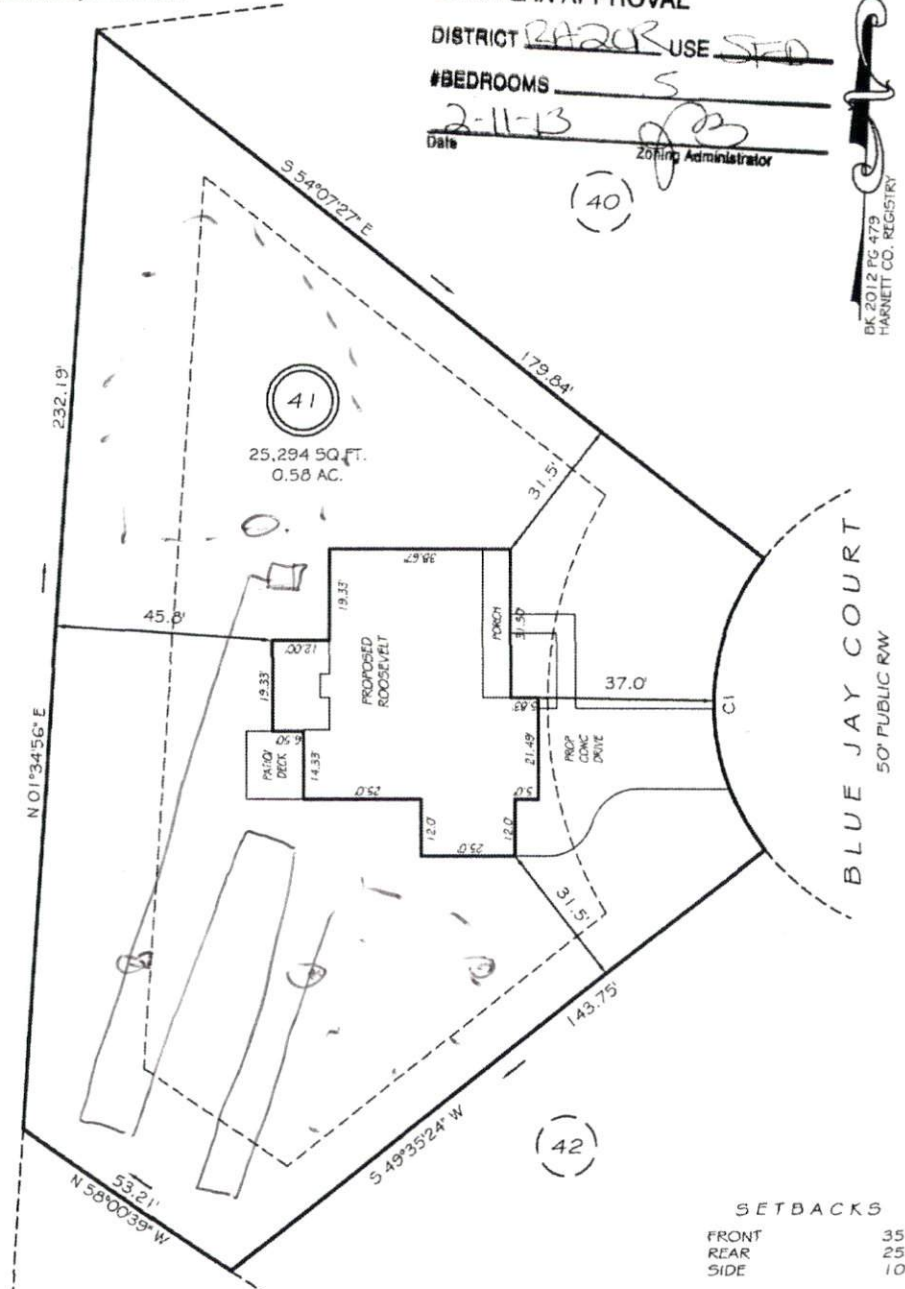 DISTRICT RA20R USE SFD
#BEDROOMS 5
2-11-13
Date Zoning Administrator
40
BK 2012 PG 479
HARNETT CO. REGISTRY
S 54°07'27" E
179.84'
232.19'
N 01°34'56" E
41
25,294 SQ.FT.
0.58 AC.
31.5'
45.8'
38.67'
19.33'
12.00'
19.33'
PROPOSED
ROOSEVELT
PORCH
31.50'
37.0'
5.83'
C1
6.50'
PATIO/
DECK
14.33'
21.49'
PROP
CONC
DRIVE
25.0'
5.0'
12.0'
12.0'
25.0'
31.5'
BLUE JAY COURT
50' PUBLIC R/W
143.75'
S 49°35'24" W
42
53.21'
N 58°00'39" W
SETBACKS
FRONT 35
REAR 25
SIDE 10